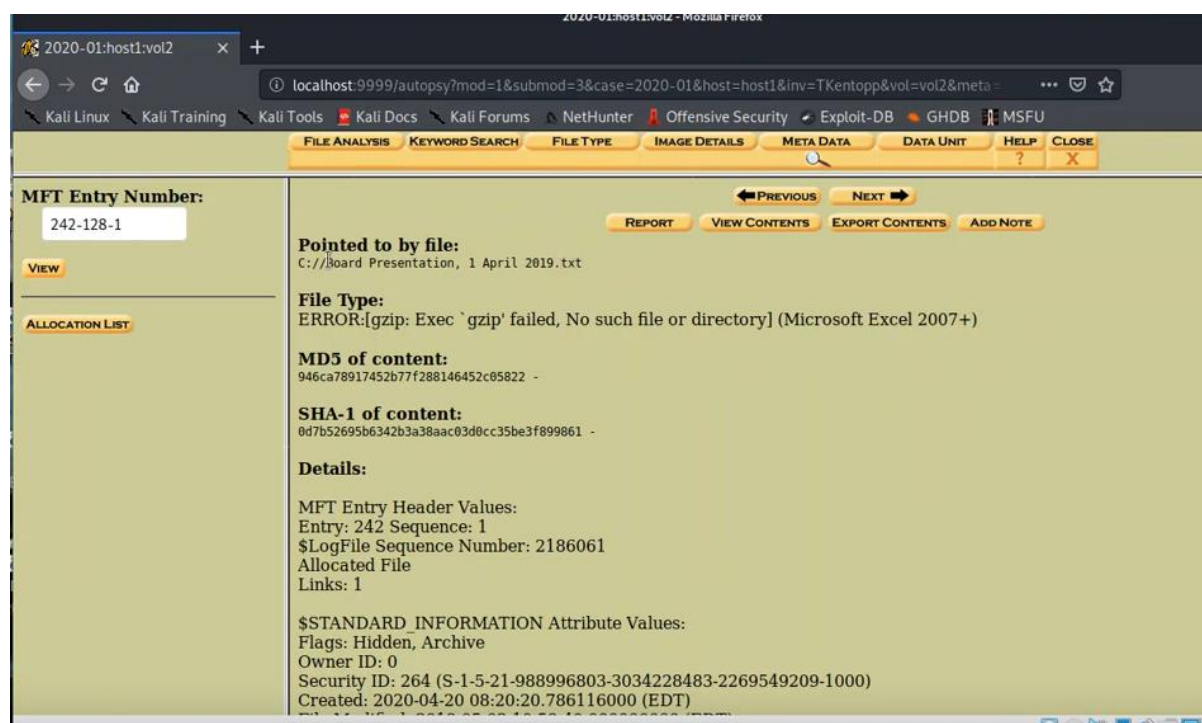 2020-01:host1:vol2 - Mozilla Firefox
2020-01:host1:vol2 × +
localhost:9999/autopsy?mod=1&submod=3&case=2020-01&host=host1&inv=TKentopp&vol=vol2&meta=
Kali Linux Kali Training Kali Tools Kali Docs Kali Forums NetHunter Offensive Security Exploit-DB GHDB MSFU
FILE ANALYSIS KEYWORD SEARCH FILE TYPE IMAGE DETAILS META DATA DATA UNIT HELP CLOSE
? X
MFT Entry Number:
242-128-1
VIEW
ALLOCATION LIST
PREVIOUS NEXT
REPORT VIEW CONTENTS EXPORT CONTENTS ADD NOTE
Pointed to by file:
C://Board Presentation, 1 April 2019.txt
File Type:
ERROR:[gzip: Exec `gzip' failed, No such file or directory] (Microsoft Excel 2007+)
MD5 of content:
946ca78917452b77f288146452c05822 -
SHA-1 of content:
0d7b52695b6342b3a38aac03d0cc35be3f899861 -
Details:
MFT Entry Header Values:
Entry: 242 Sequence: 1
$LogFile Sequence Number: 2186061
Allocated File
Links: 1
$STANDARD_INFORMATION Attribute Values:
Flags: Hidden, Archive
Owner ID: 0
Security ID: 264 (S-1-5-21-988996803-3034228483-2269549209-1000)
Created: 2020-04-20 08:20:20.786116000 (EDT)